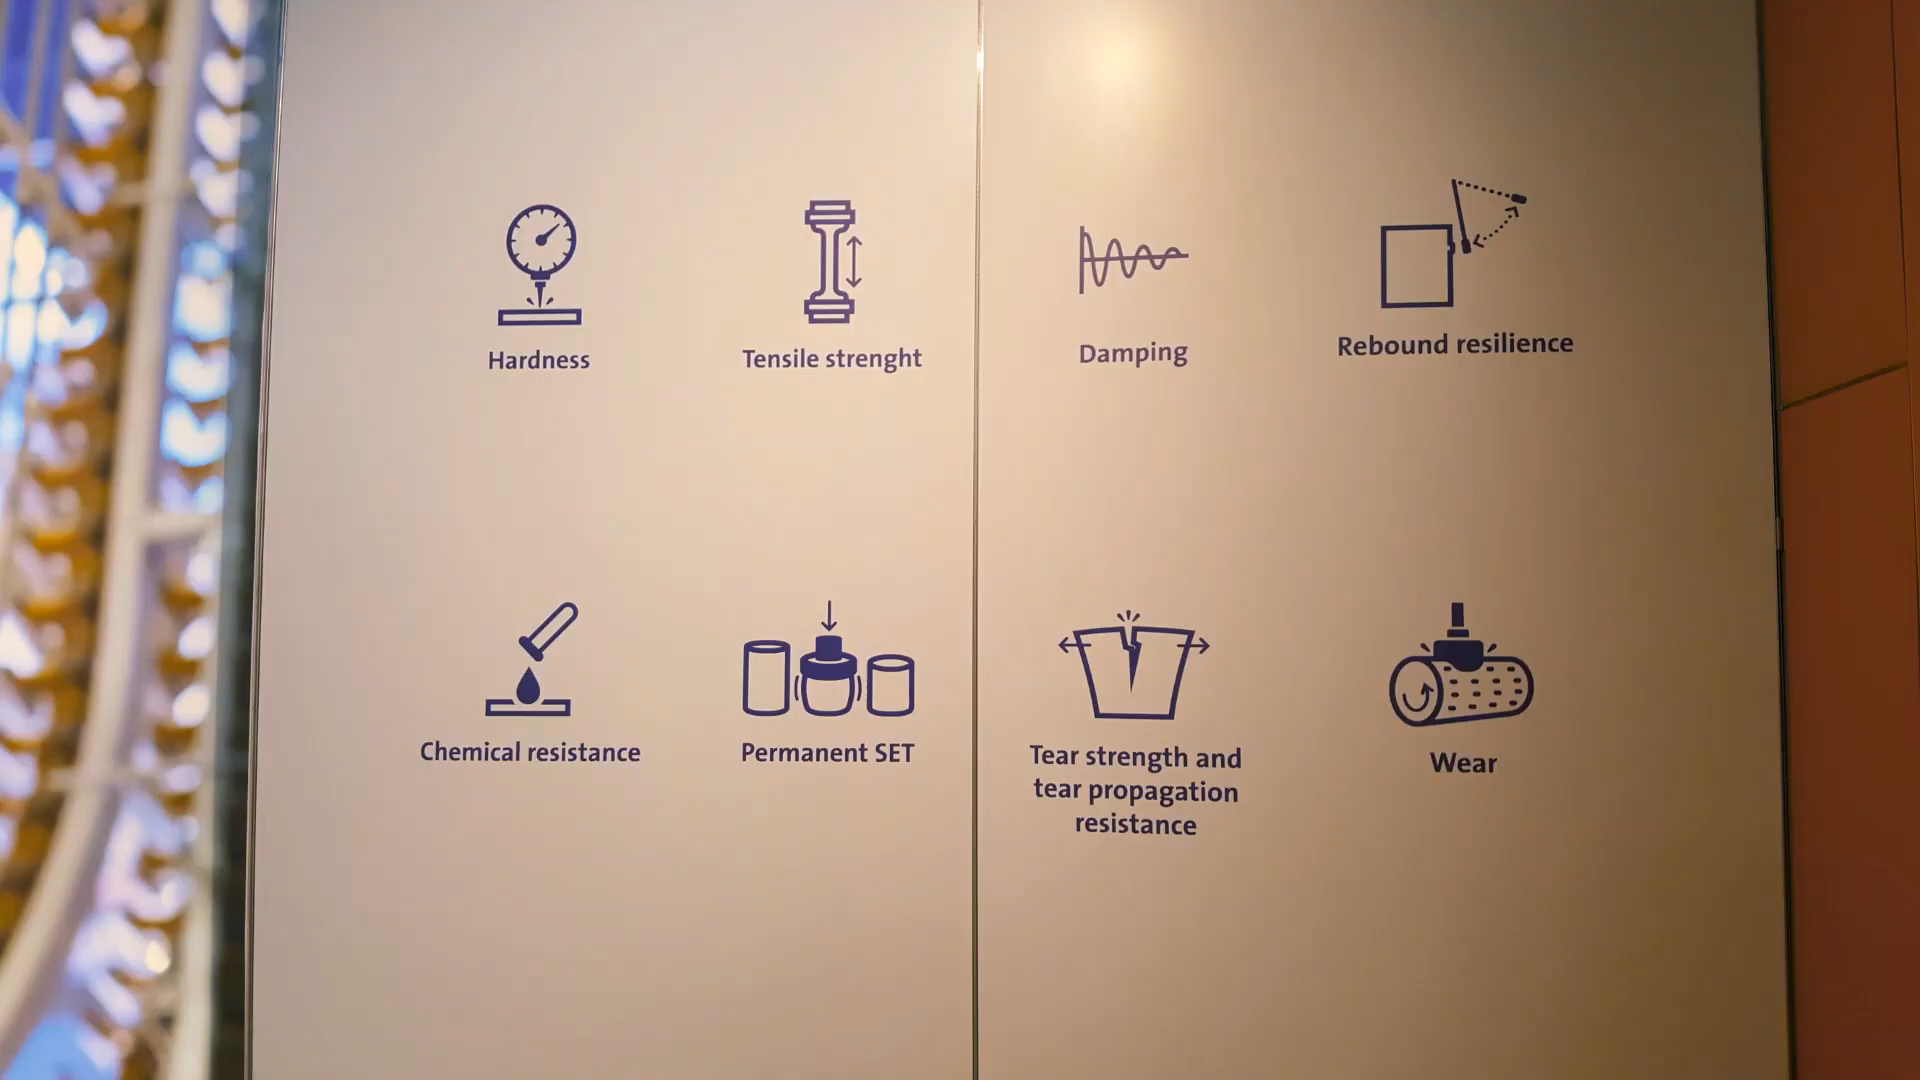 Hardness
Tensile strenght
Damping
Rebound resilience
Chemical resistance
Permanent SET
Tear strength and
tear propagation
resistance
Wear